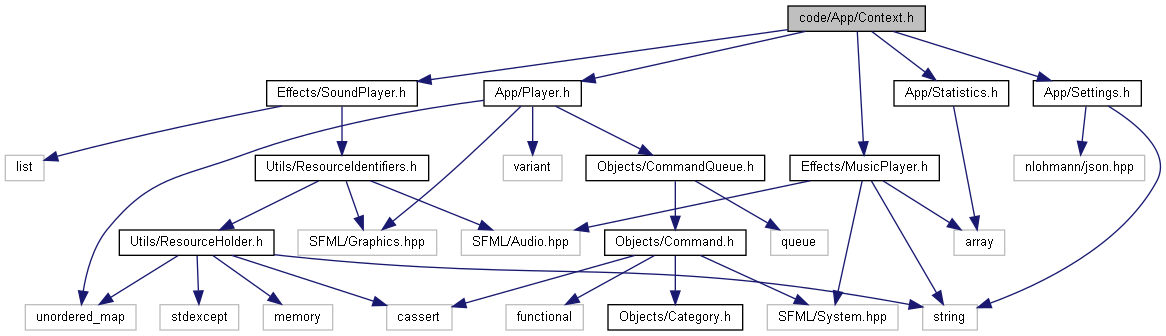 code/App/Context.h
Effects/SoundPlayer.h
App/Player.h
App/Statistics.h
App/Settings.h
list
Utils/ResourceIdentifiers.h
variant
Objects/CommandQueue.h
Effects/MusicPlayer.h
nlohmann/json.hpp
Utils/ResourceHolder.h
SFML/Graphics.hpp
SFML/Audio.hpp
Objects/Command.h
queue
array
unordered_map
stdexcept
memory
cassert
functional
Objects/Category.h
SFML/System.hpp
string